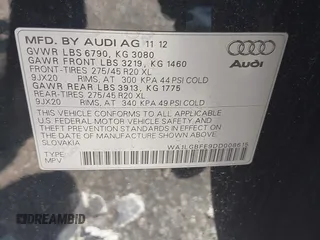 MFD. BY AUDI AG 11 12
GVWR LBS 6790, KG 3080
GAWR FRONT LBS 3219, KG 1460
FRONT-TIRES 275/45 R20 XL
9JX20 RIMS, AT 300 KPA 44 PSI COLD
GAWR REAR LBS 3913, KG 1775
REAR-TIRES 275/45 R20 XL
9JX20 RIMS, AT 340 KPA 49 PSI COLD
THIS VEHICLE CONFORMS TO ALL APPLICABLE
U.S. FEDERAL MOTOR VEHICLE SAFETY
STANDARDS IN EFFECT ON THE DATE OF
MANUFACTURE SHOWN ABOVE
SLOVAKIA
TYPE:
MPV
Audi
DREAMBID